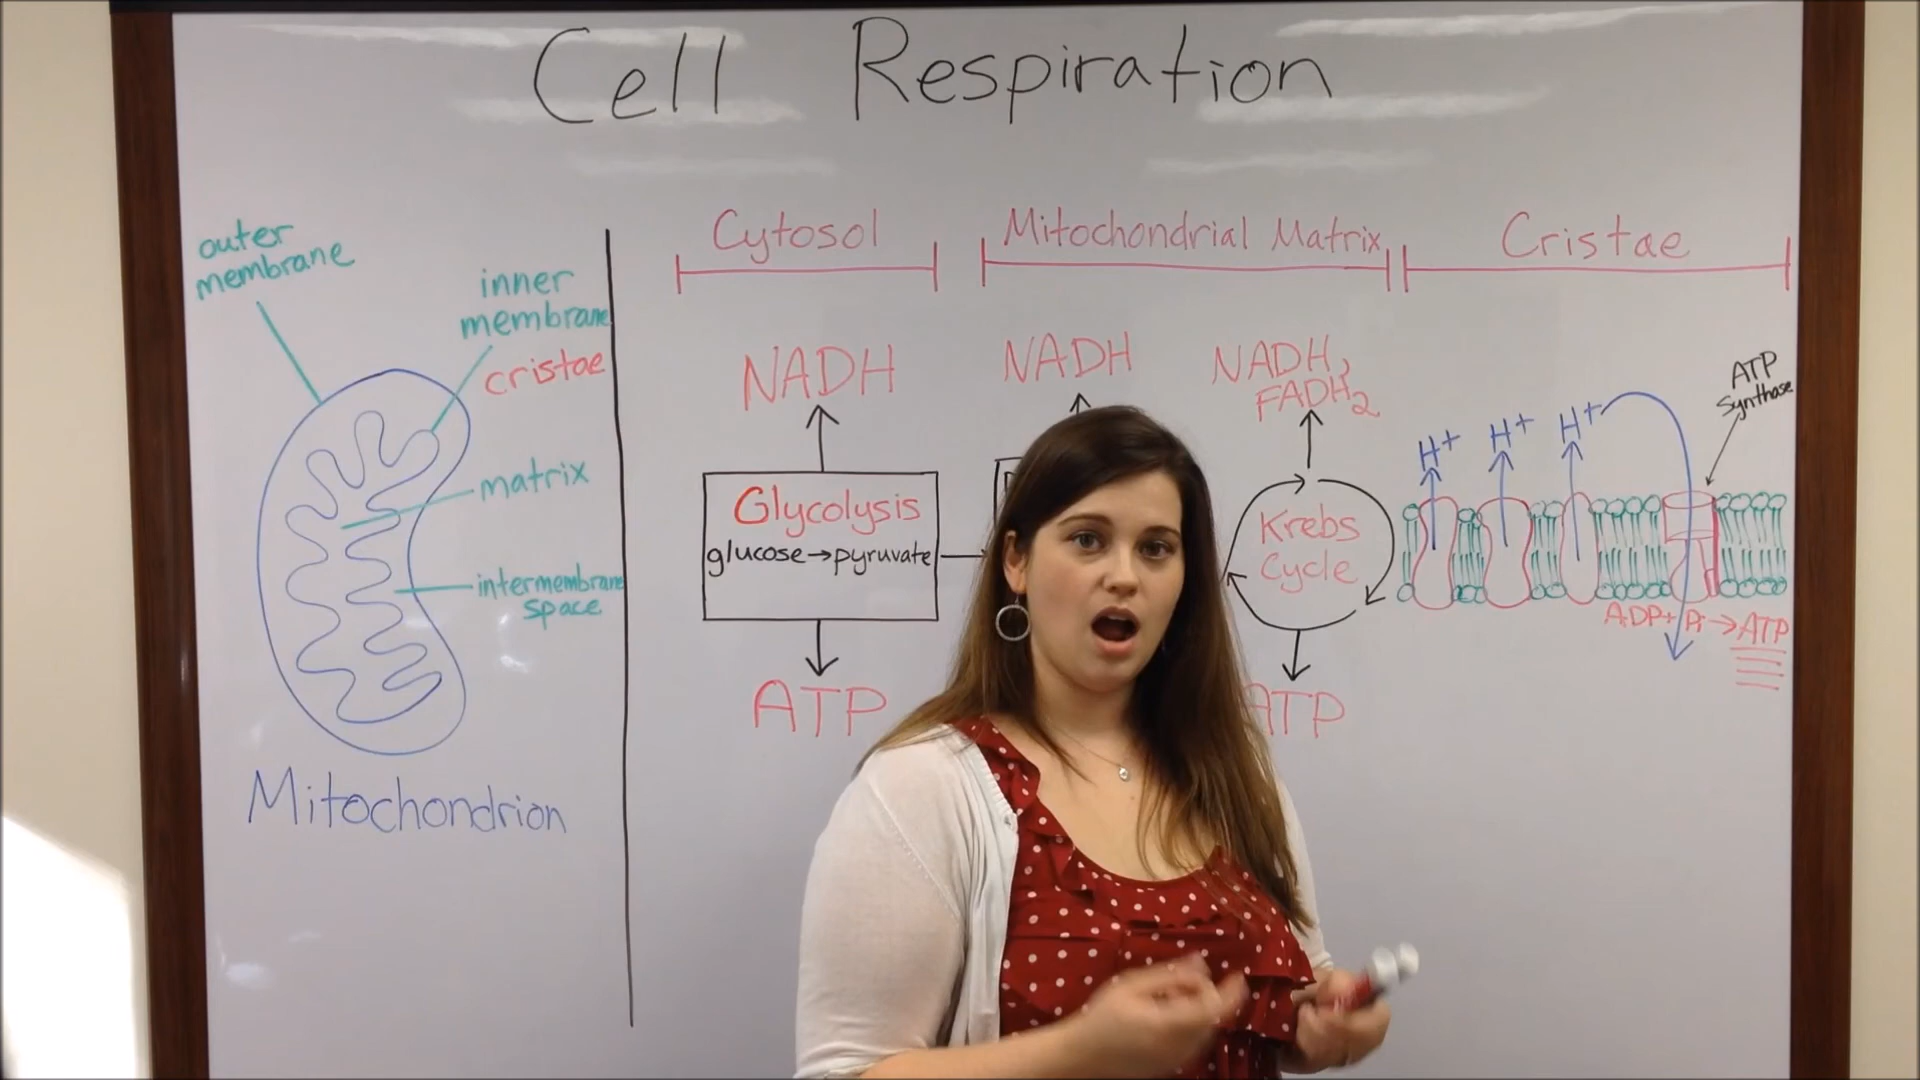 Cell Respiration
outer
membrane
inner
membrane
cristae
matrix
intermembrane
space
Mitochondrion
Cytosol
NADH
Glycolysis
glucose→pyruvate
ATP
Mitochondrial Matrix
NADH
NADH,
FADH2
Krebs
Cycle
ATP
Cristae
H+
H+
H+
ATP
Synthase
ADP+Pi→ATP